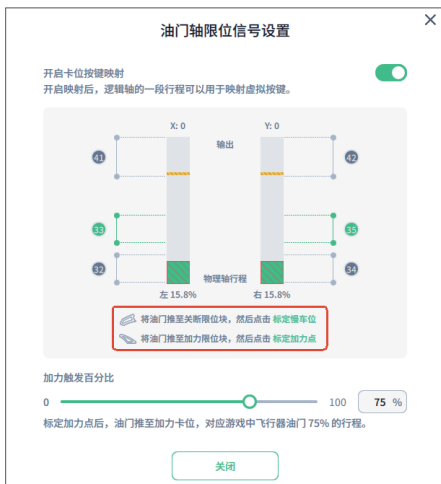 油门轴限位信号设置
开启卡位按键映射
开启映射后，逻辑轴的一段行程可以用于映射虚拟按键。
X: 0
Y: 0
输出
41
42
33
35
32
34
物理轴行程
左 15.8%
右 15.8%
将油门推至关断限位块，然后点击 标定慢车位
将油门推至加力限位块，然后点击 标定加力点
加力触发百分比
0
100
75 %
标定加力点后，油门推至加力卡位，对应游戏中飞行器油门 75% 的行程。
关闭